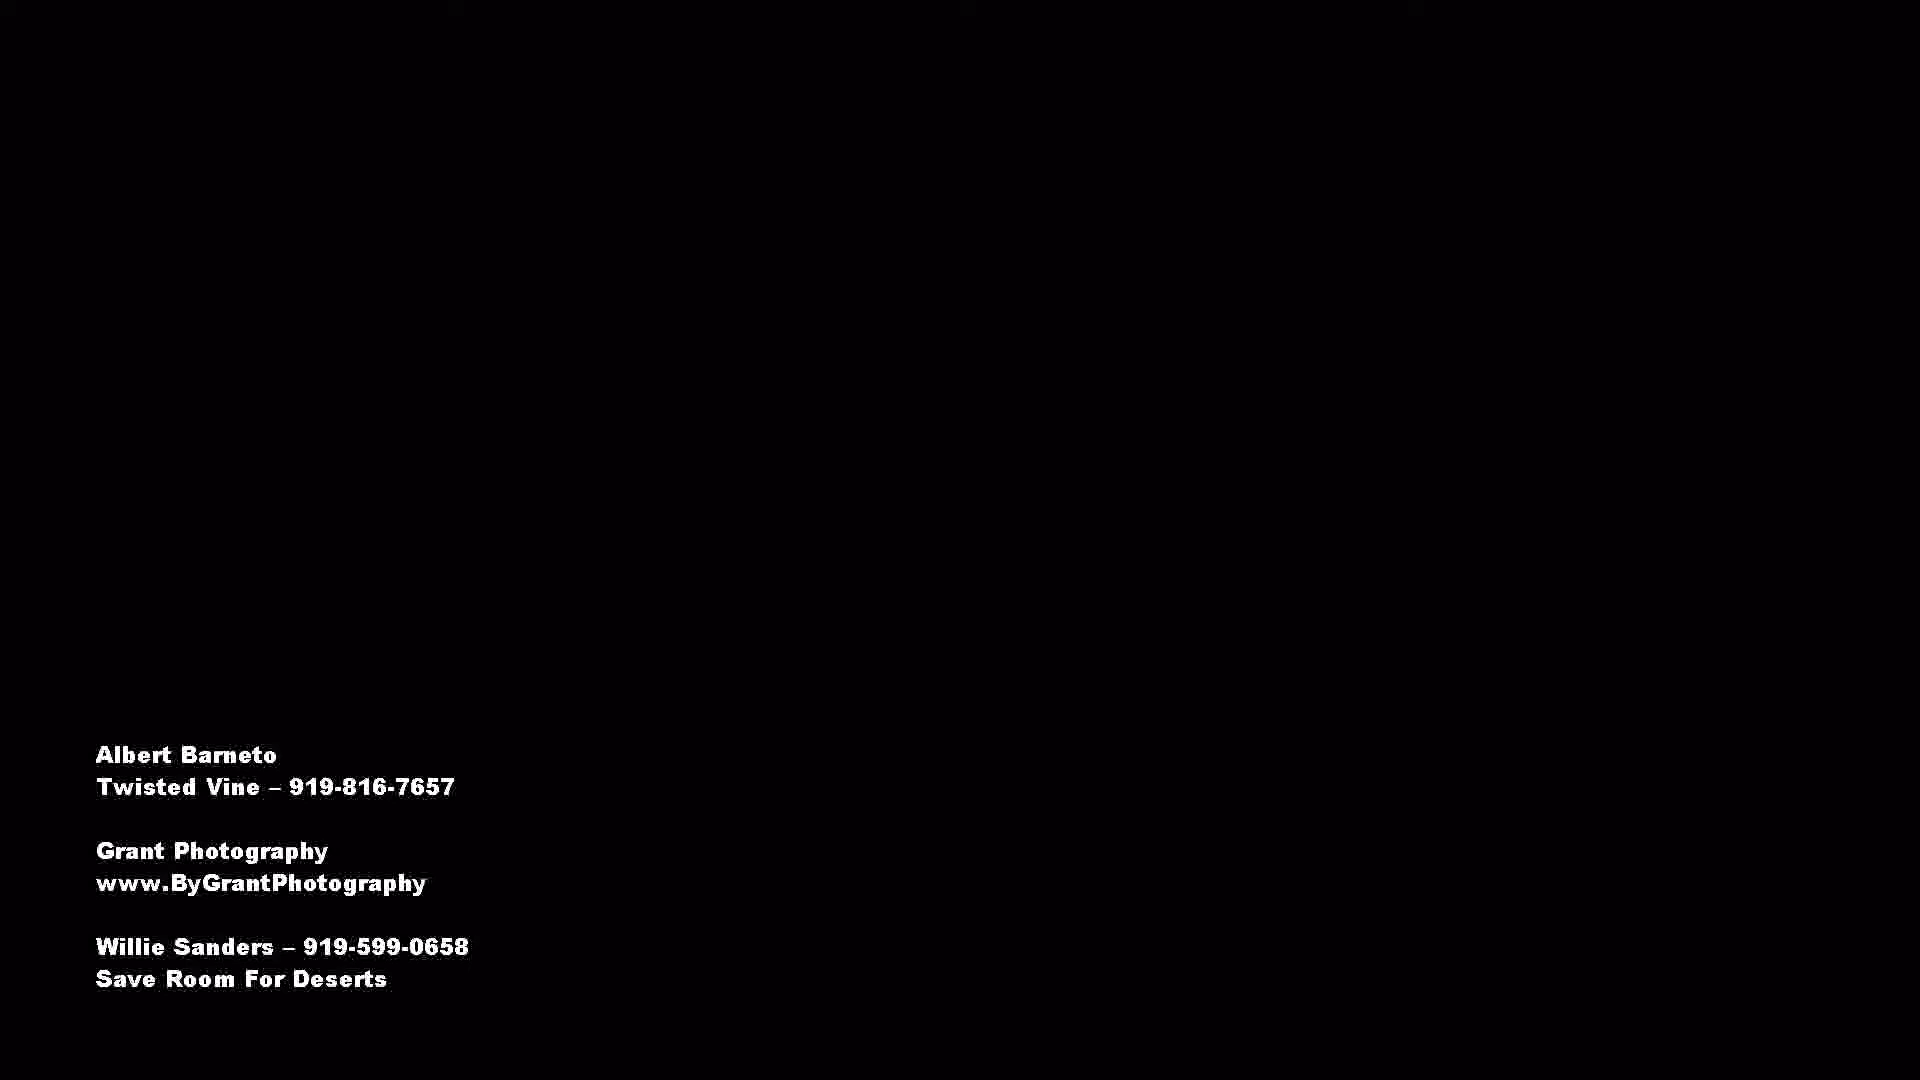 Albert Barneto
Twisted Vine – 919-816-7657
Grant Photography
www.ByGrantPhotography
Willie Sanders – 919-599-0658
Save Room For Deserts